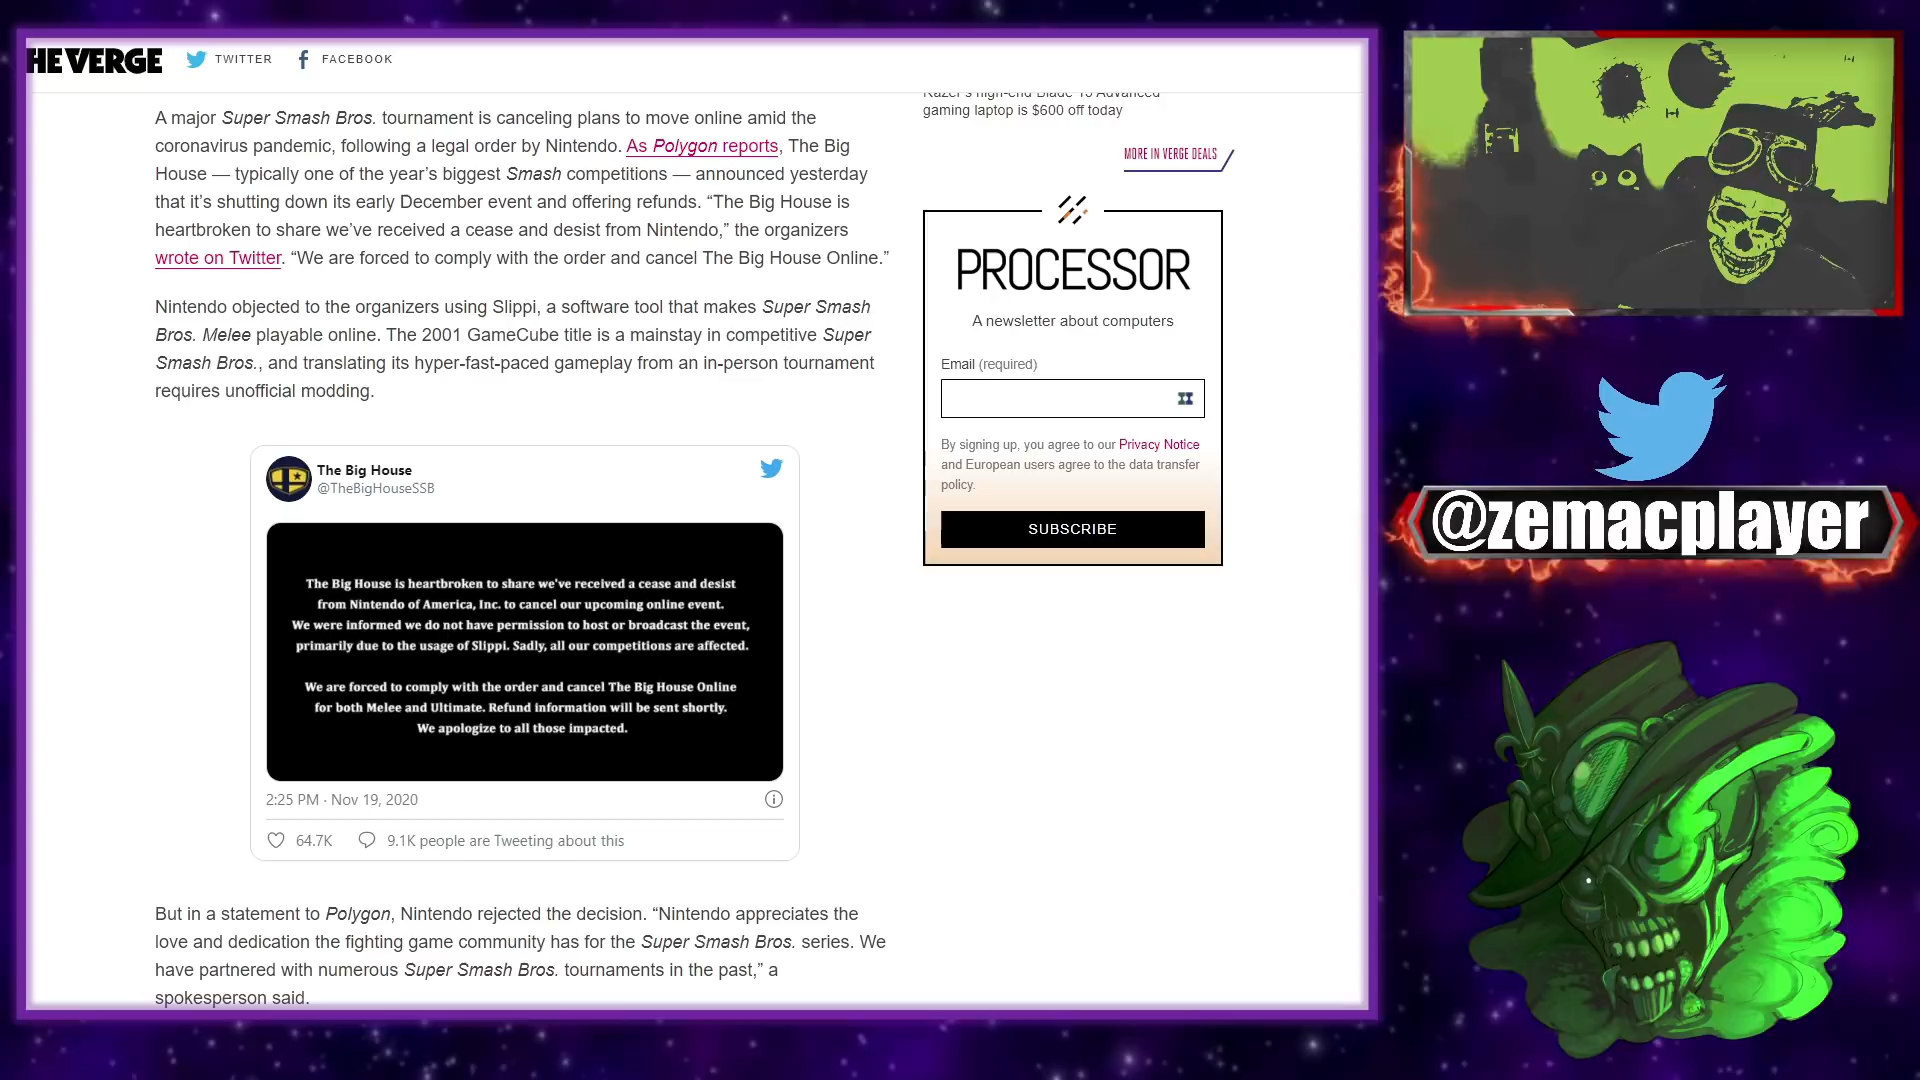 HE VERGE
TWITTER
FACEBOOK
A major Super Smash Bros. tournament is canceling plans to move online amid the
coronavirus pandemic, following a legal order by Nintendo. As Polygon reports, The Big
House — typically one of the year’s biggest Smash competitions — announced yesterday
that it’s shutting down its early December event and offering refunds. “The Big House is
heartbroken to share we’ve received a cease and desist from Nintendo,” the organizers
wrote on Twitter. “We are forced to comply with the order and cancel The Big House Online.”
Nintendo objected to the organizers using Slippi, a software tool that makes Super Smash
Bros. Melee playable online. The 2001 GameCube title is a mainstay in competitive Super
Smash Bros., and translating its hyper-fast-paced gameplay from an in-person tournament
requires unofficial modding.
The Big House
@TheBigHouseSSB
The Big House is heartbroken to share we've received a cease and desist
from Nintendo of America, Inc. to cancel our upcoming online event.
We were informed we do not have permission to host or broadcast the event,
primarily due to the usage of Slippi. Sadly, all our competitions are affected.
We are forced to comply with the order and cancel The Big House Online
for both Melee and Ultimate. Refund information will be sent shortly.
We apologize to all those impacted.
2:25 PM · Nov 19, 2020
64.7K
9.1K people are Tweeting about this
But in a statement to Polygon, Nintendo rejected the decision. “Nintendo appreciates the
love and dedication the fighting game community has for the Super Smash Bros. series. We
have partnered with numerous Super Smash Bros. tournaments in the past,” a
spokesperson said.
Razer's high-end Blade 15 Advanced
gaming laptop is $600 off today
MORE IN VERGE DEALS
PROCESSOR
A newsletter about computers
Email (required)
By signing up, you agree to our Privacy Notice
and European users agree to the data transfer
policy.
SUBSCRIBE
@zemacplayer